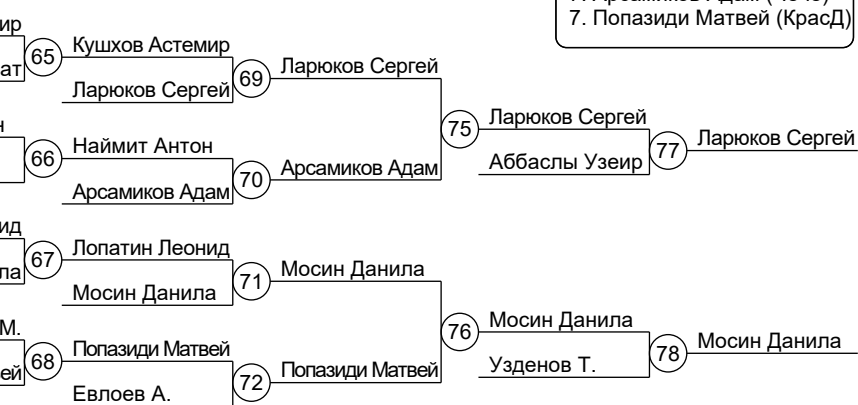 7. Попазиди Матвей (КрасД)
65
Кушхов Астемир
Ларюков Сергей
69
Ларюков Сергей
66
Наймит Антон
Арсамиков Адам
70
Арсамиков Адам
75
Ларюков Сергей
Аббаслы Узеир
77
Ларюков Сергей
67
Лопатин Леонид
Мосин Данила
71
Мосин Данила
68
Попазиди Матвей
Евлоев А.
72
Попазиди Матвей
76
Мосин Данила
Узденов Т.
78
Мосин Данила